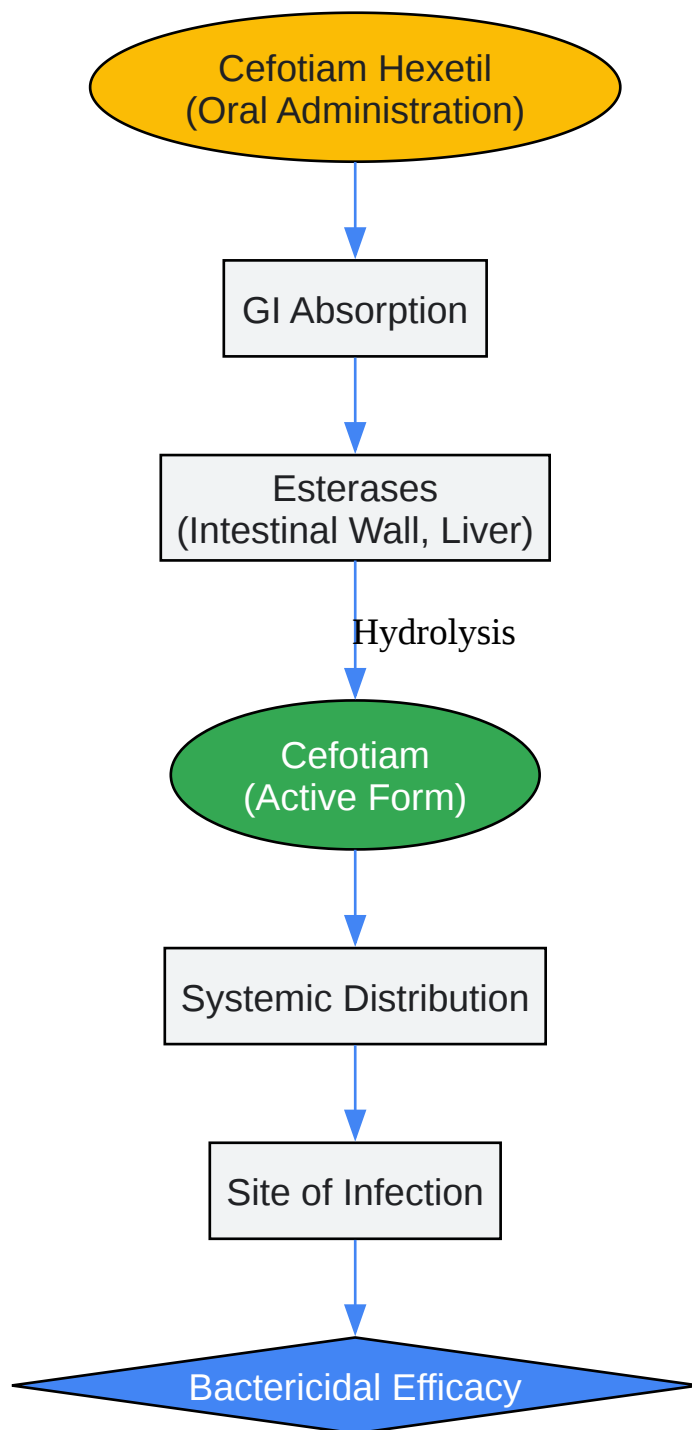 Cefotiam Hexetil
(Oral Administration)
GI Absorption
Esterases
(Intestinal Wall, Liver)
Hydrolysis
Cefotiam
(Active Form)
Systemic Distribution
Site of Infection
Bactericidal Efficacy